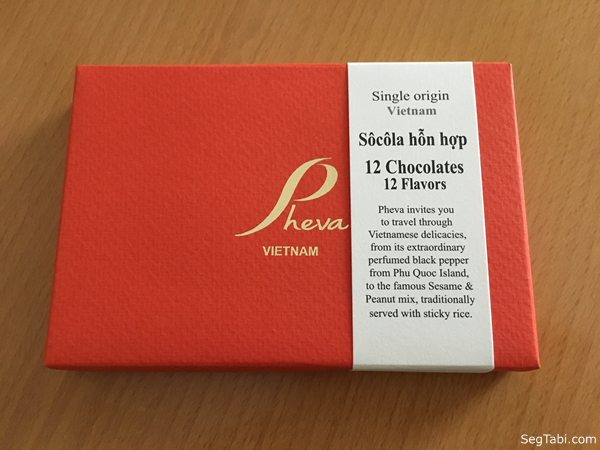 Pheva
VIETNAM
Single origin
Vietnam
Sôcôla hỗn hợp
12 Chocolates
12 Flavors
Pheva invites you
to travel through
Vietnamese delicacies,
from its extraordinary
perfumed black pepper
from Phu Quoc Island,
to the famous Sesame &
Peanut mix, traditionally
served with sticky rice.
SegTabi.com